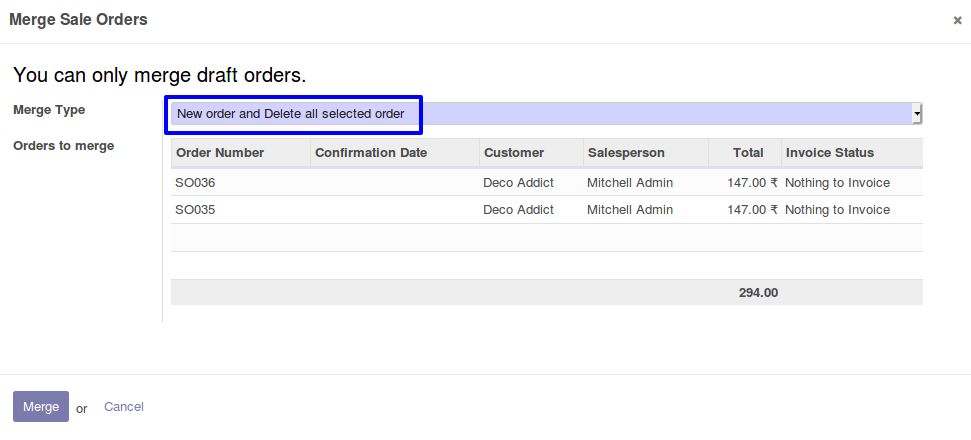 Merge Sale Orders ×
You can only merge draft orders.
Merge Type New order and Delete all selected order
Orders to merge Order Number Confirmation Date Customer Salesperson Total Invoice Status
SO036 Deco Addict Mitchell Admin 147.00 ₹ Nothing to Invoice
SO035 Deco Addict Mitchell Admin 147.00 ₹ Nothing to Invoice
294.00
Merge or Cancel